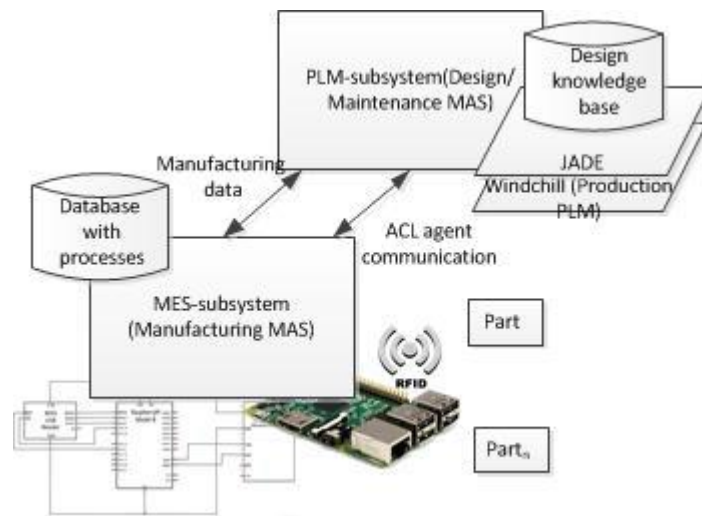 PLM-subsystem(Design/
Maintenance MAS)
Design
knowledge
base
JADE
Windchill (Production
PLM)
Manufacturing
data
Database
with
processes
ACL agent
communication
MES-subsystem
(Manufacturing MAS)
RFID
Part
Partₙ